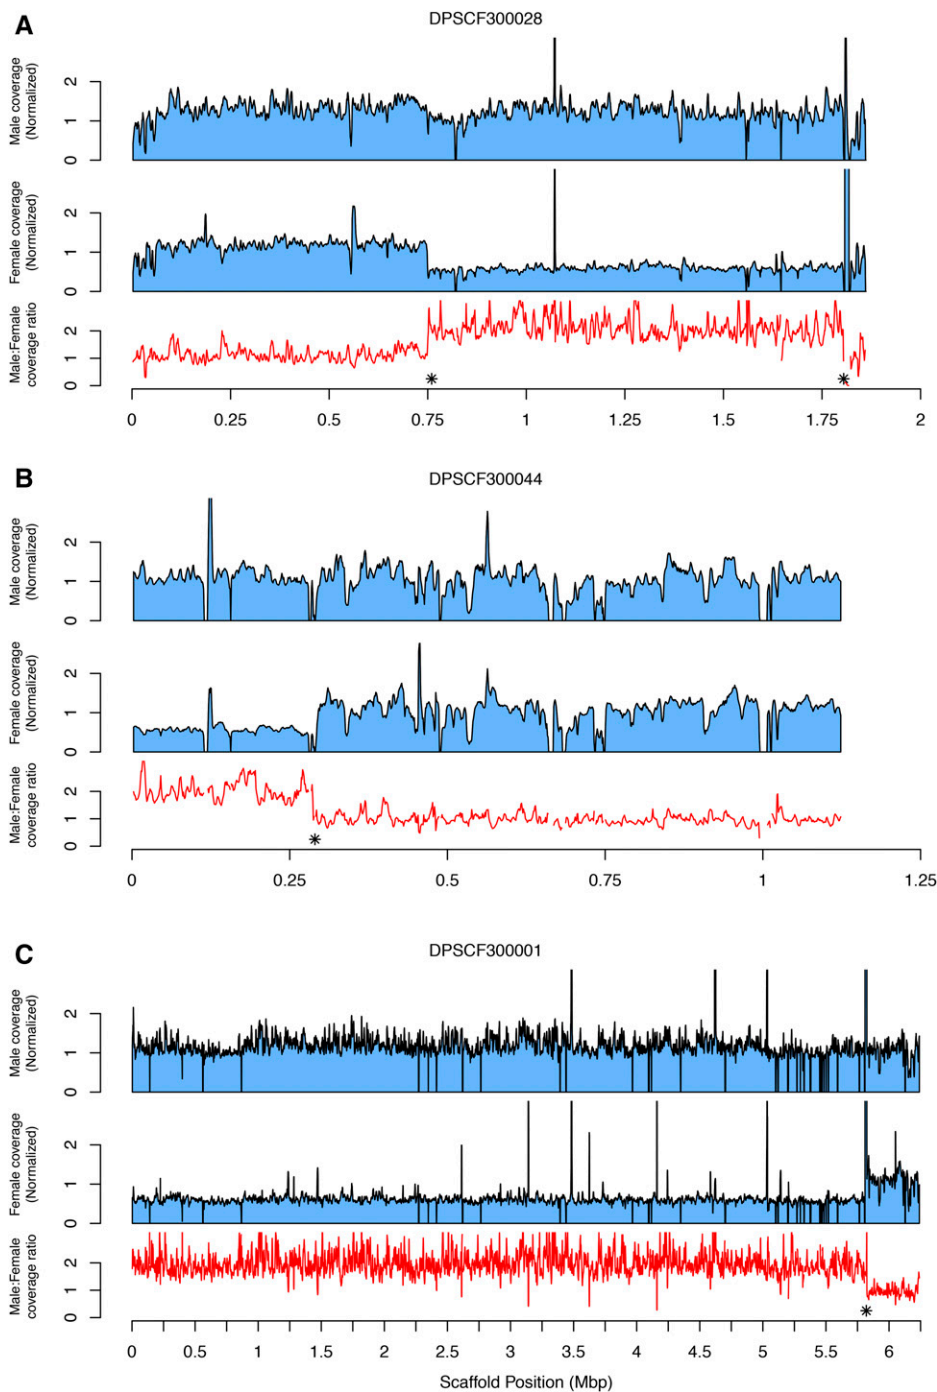 A
DPSCF300028
Male coverage
(Normalized)
0 1 2
Female coverage
(Normalized)
0 1 2
Male:Female
coverage ratio
0 1 2
*
*
0 0.25 0.5 0.75 1 1.25 1.5 1.75 2
B
DPSCF300044
Male coverage
(Normalized)
0 1 2
Female coverage
(Normalized)
0 1 2
Male:Female
coverage ratio
0 1 2
*
0 0.25 0.5 0.75 1 1.25
C
DPSCF300001
Male coverage
(Normalized)
0 1 2
Female coverage
(Normalized)
0 1 2
Male:Female
coverage ratio
0 1 2
*
0 0.5 1 1.5 2 2.5 3 3.5 4 4.5 5 5.5 6
Scaffold Position (Mbp)